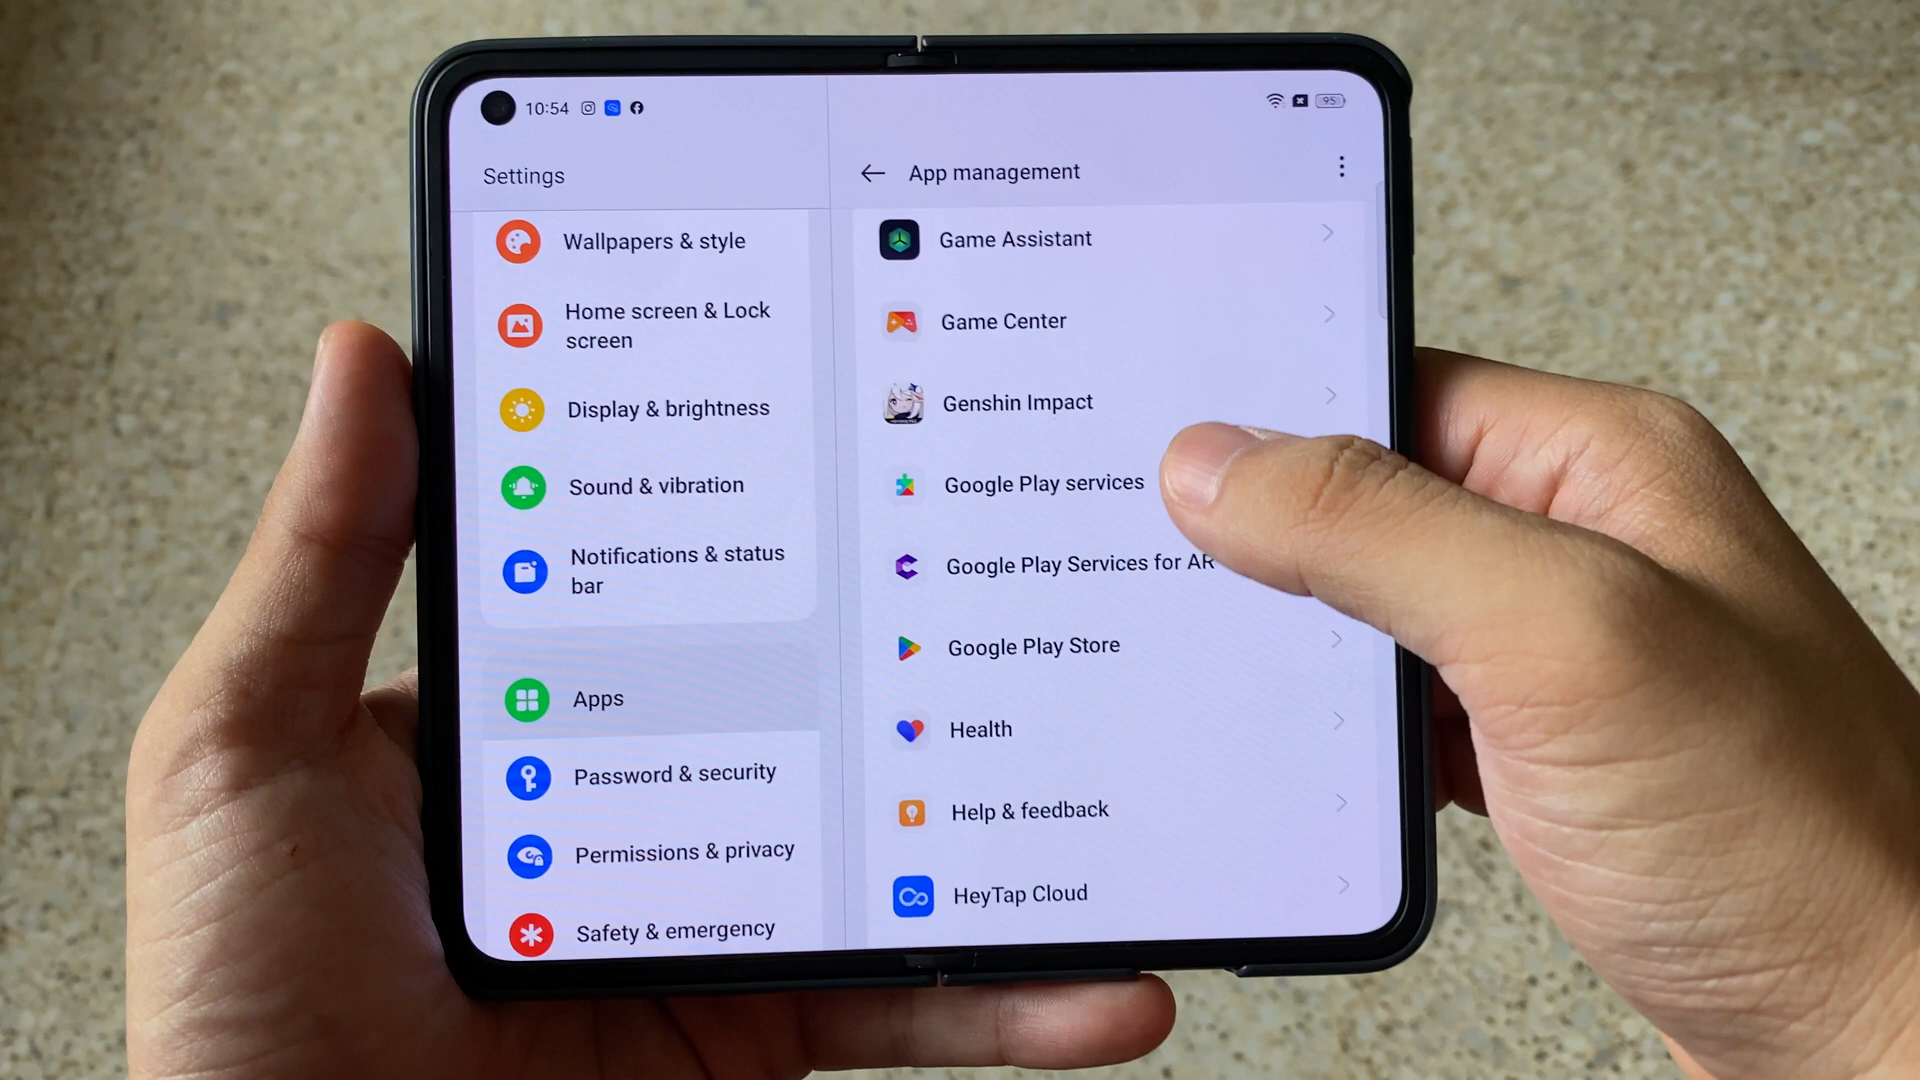 10:54
95
Settings
Wallpapers & style
Home screen & Lock
screen
Display & brightness
Sound & vibration
Notifications & status
bar
Apps
Password & security
Permissions & privacy
Safety & emergency
App management
Game Assistant
Game Center
Genshin Impact
Google Play services
Google Play Services for AR
Google Play Store
Health
Help & feedback
HeyTap Cloud